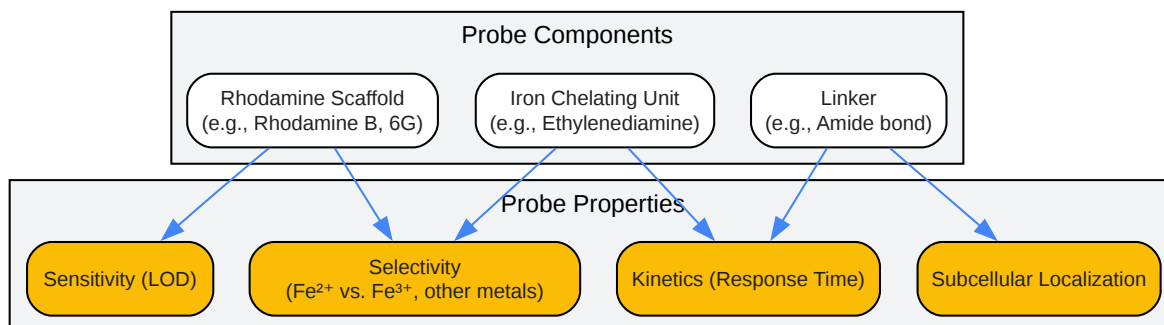 Probe Components
Rhodamine Scaffold
(e.g., Rhodamine B, 6G)
Iron Chelating Unit
(e.g., Ethylenediamine)
Linker
(e.g., Amide bond)
Probe Properties
Sensitivity (LOD)
Selectivity
(Fe²⁺ vs. Fe³⁺, other metals)
Kinetics (Response Time)
Subcellular Localization